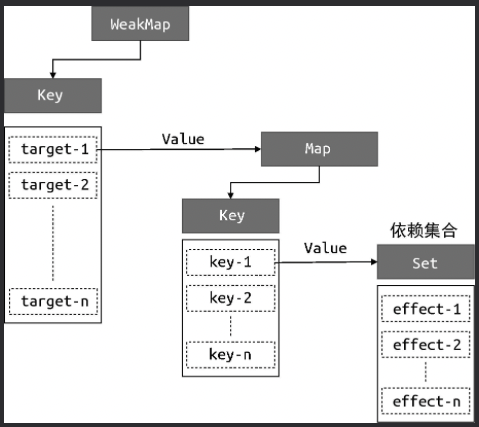 WeakMap
Key
target-1
target-2
target-n
Value
Map
Key
key-1
key-2
key-n
Value
依赖集合
Set
effect-1
effect-2
effect-n